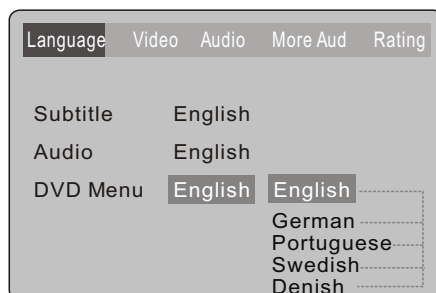 Language Video Audio More Aud Rating
Subtitle English
Audio English
DVD Menu English English
German
Portuguese
Swedish
Denish